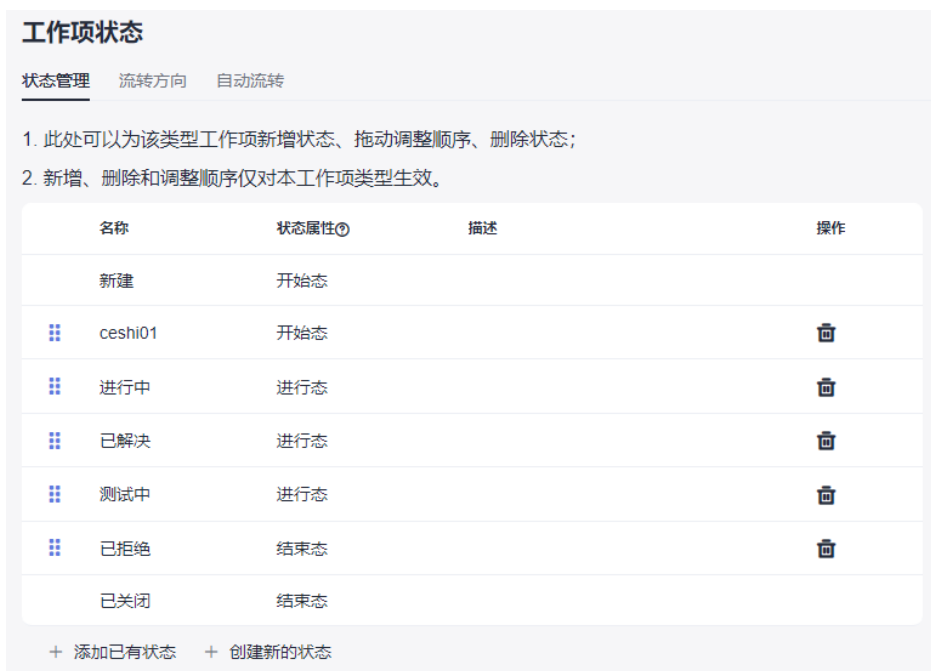 工作项状态
状态管理 流转方向 自动流转
1. 此处可以为该类型工作项新增状态、拖动调整顺序、删除状态；
2. 新增、删除和调整顺序仅对本工作项类型生效。
名称 状态属性 描述 操作
新建 开始态
ceshi01 开始态
进行中 进行态
已解决 进行态
测试中 进行态
已拒绝 结束态
已关闭 结束态
+ 添加已有状态 + 创建新的状态